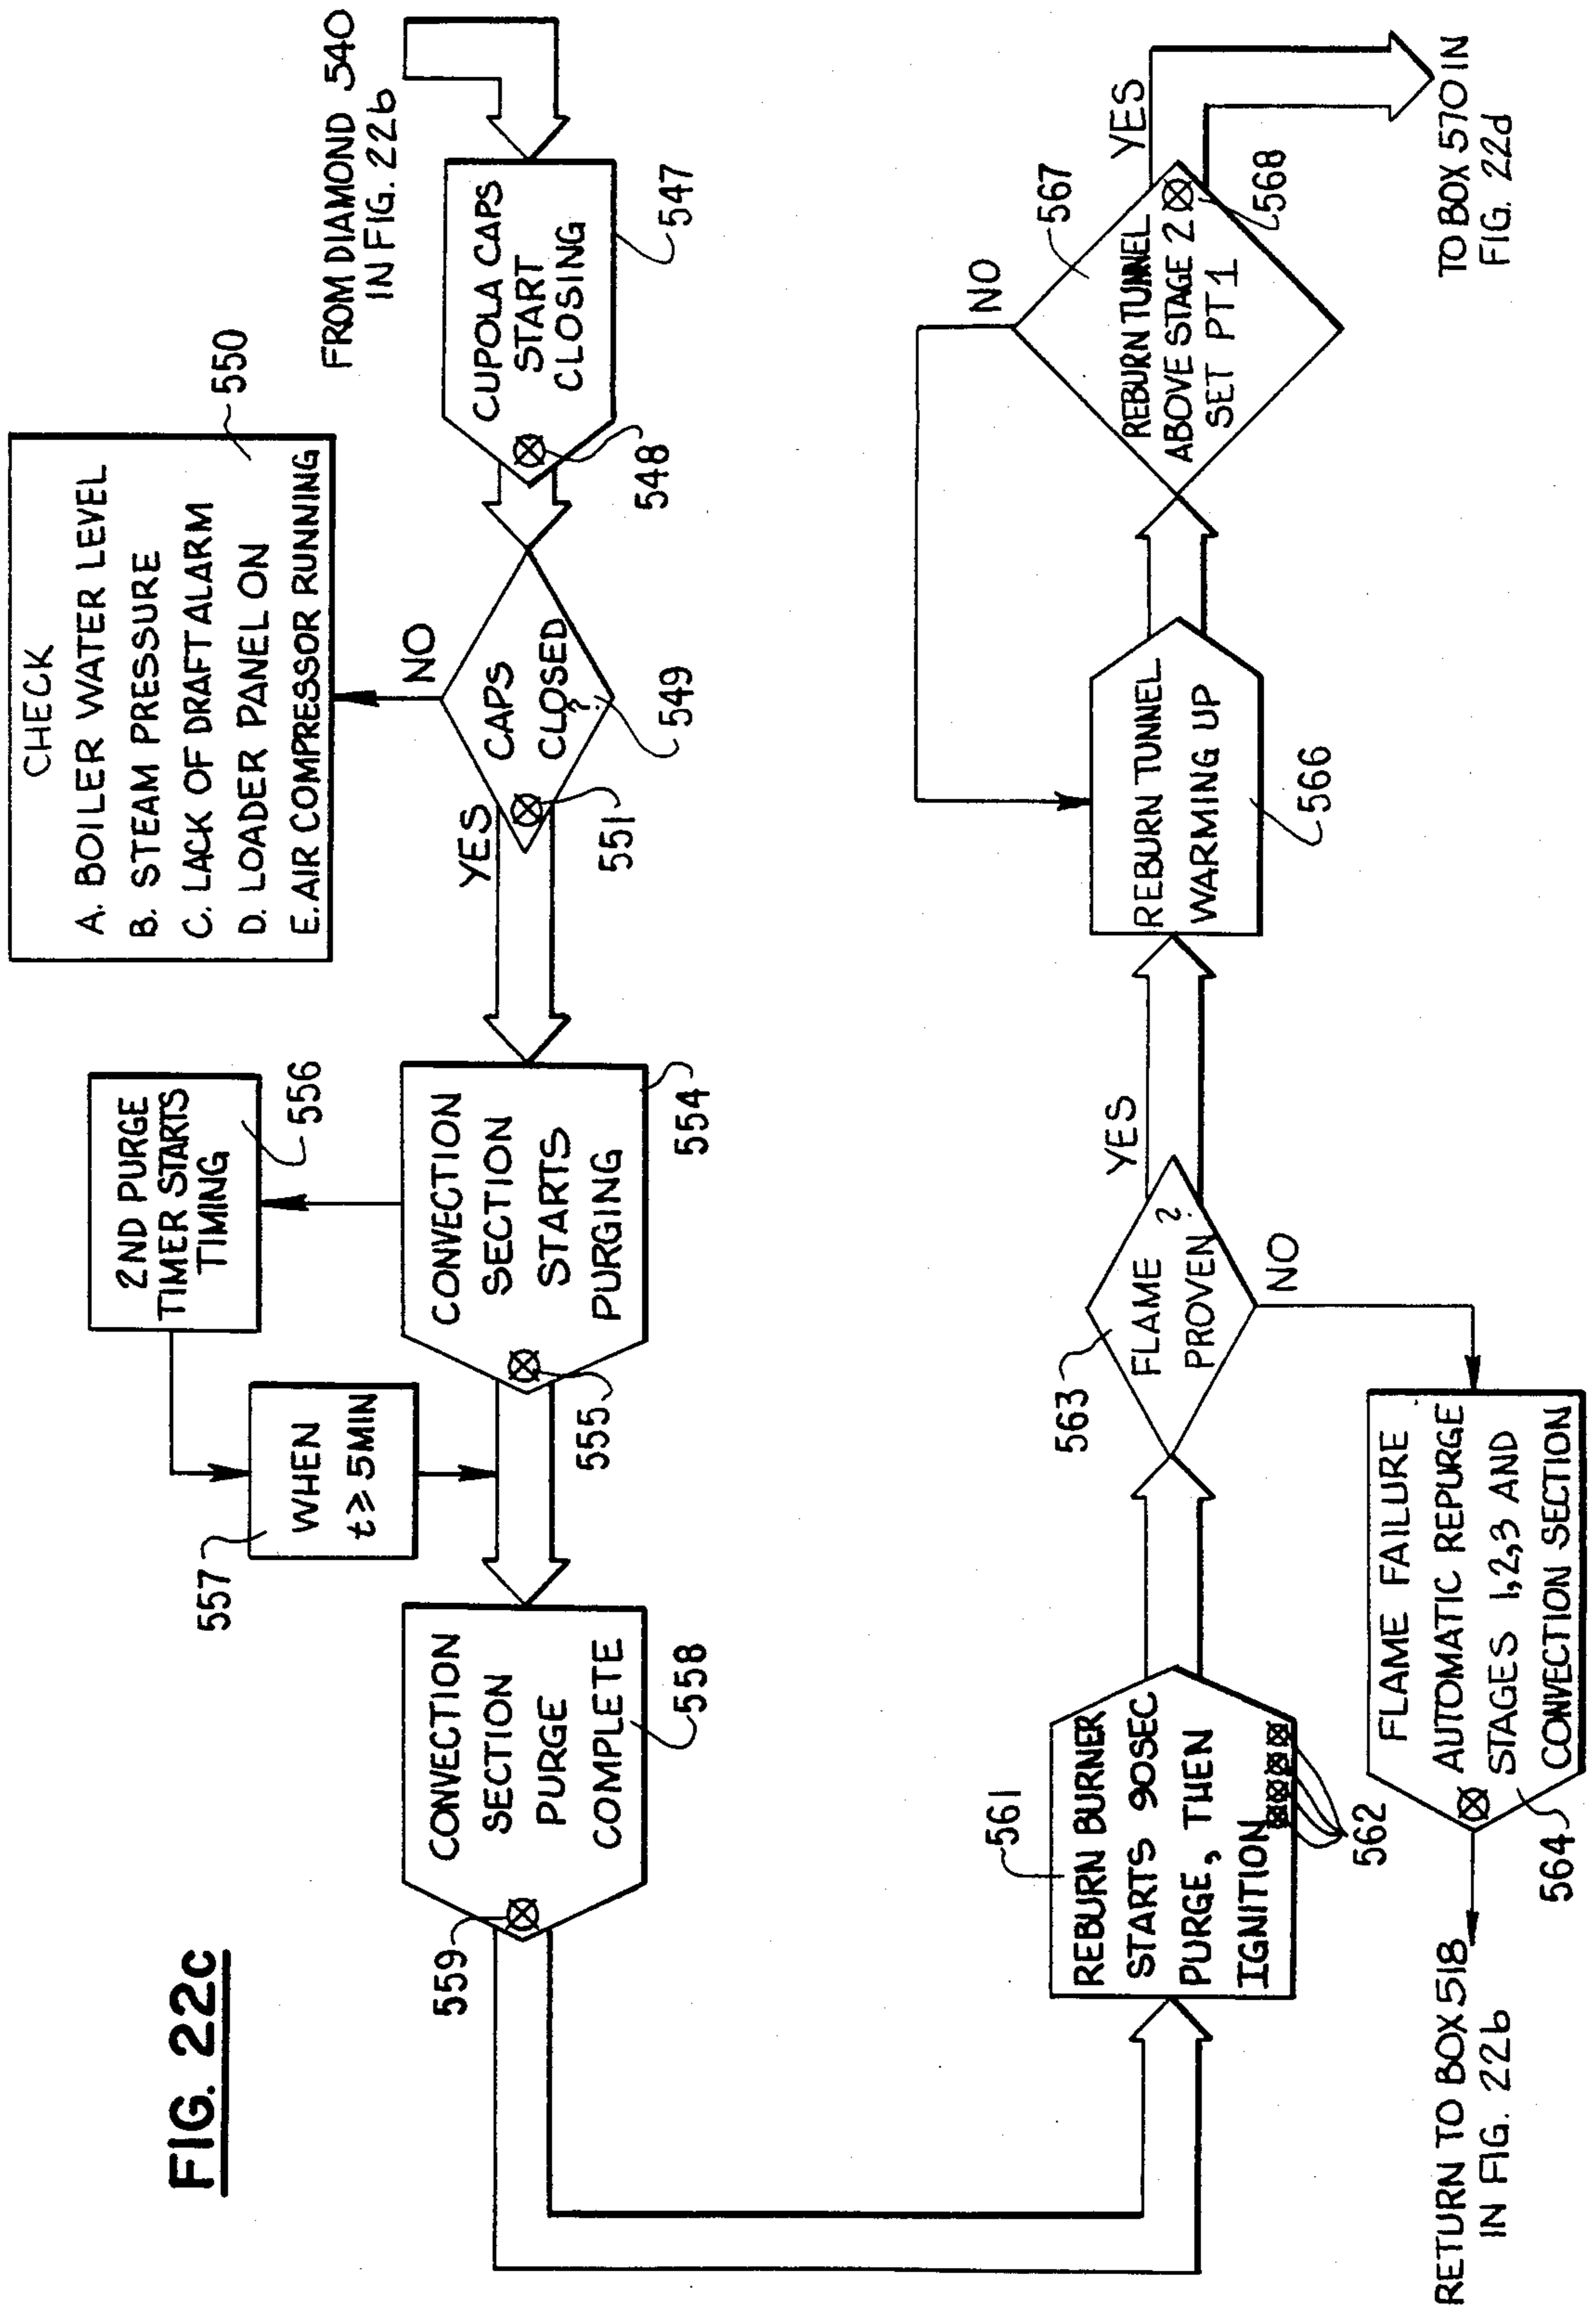 FIG. 22c
FROM DIAMOND 540
IN FIG. 22b
CUPOLA CAPS
START
CLOSING
547
548
CAPS
CLOSED
?
549
NO
CHECK
A. BOILER WATER LEVEL
B. STEAM PRESSURE
C. LACK OF DRAFT ALARM
D. LOADER PANEL ON
E. AIR COMPRESSOR RUNNING
550
YES
551
CONVECTION
SECTION
STARTS
PURGING
554
555
2ND PURGE
TIMER STARTS
TIMING
556
WHEN
t ≥ 5MIN
557
CONVECTION
SECTION
PURGE
COMPLETE
558
559
REBURN BURNER
STARTS 90SEC
PURGE, THEN
IGNITION
561
562
FLAME
PROVEN ?
563
NO
FLAME FAILURE
AUTOMATIC REPURGE
STAGES 1,2,3 AND
CONVECTION SECTION
564
RETURN TO BOX 518
IN FIG. 22b
YES
REBURN TUNNEL
WARMING UP
566
REBURN TUNNEL
ABOVE STAGE 2
SET PT 1
567
568
NO
YES
TO BOX 570 IN
FIG. 22d